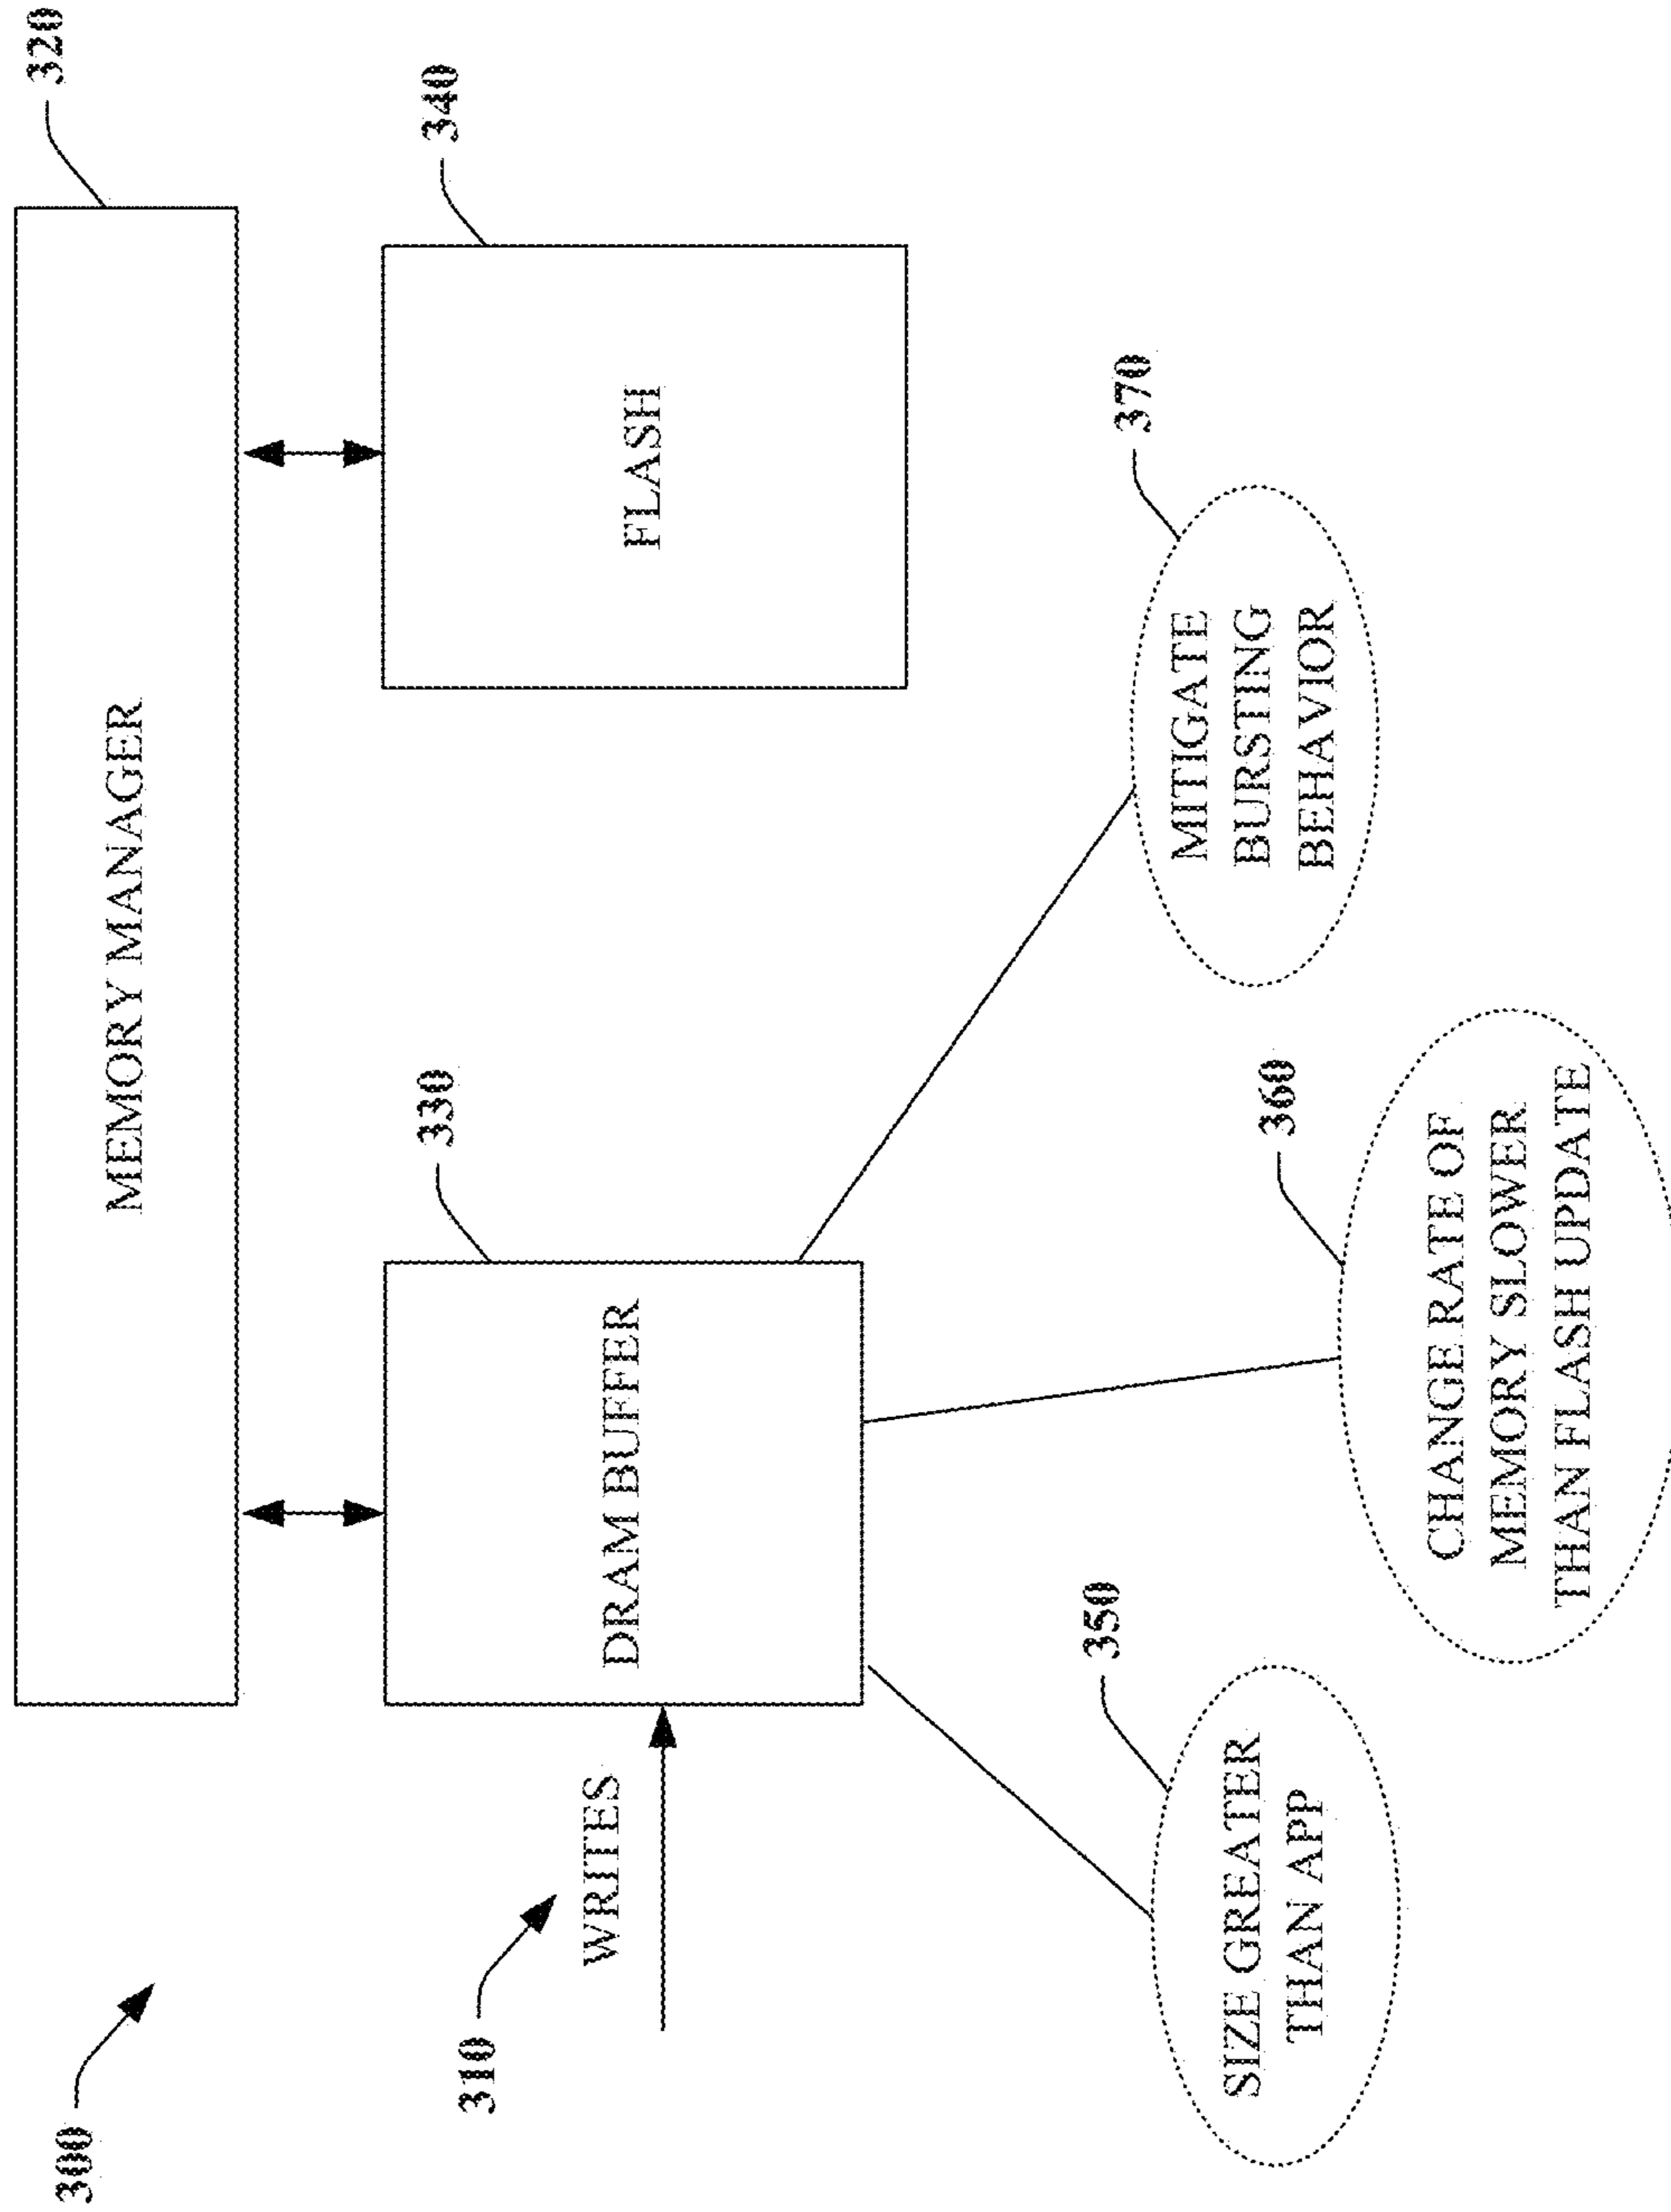 300
320
MEMORY MANAGER
310
330
340
WRITES
DRAM BUFFER
FLASH
350
360
370
SIZE GREATER
THAN APP
CHANGE RATE OF
MEMORY SLOWER
THAN FLASH UPDATE
MITIGATE
BURSTING
BEHAVIOR